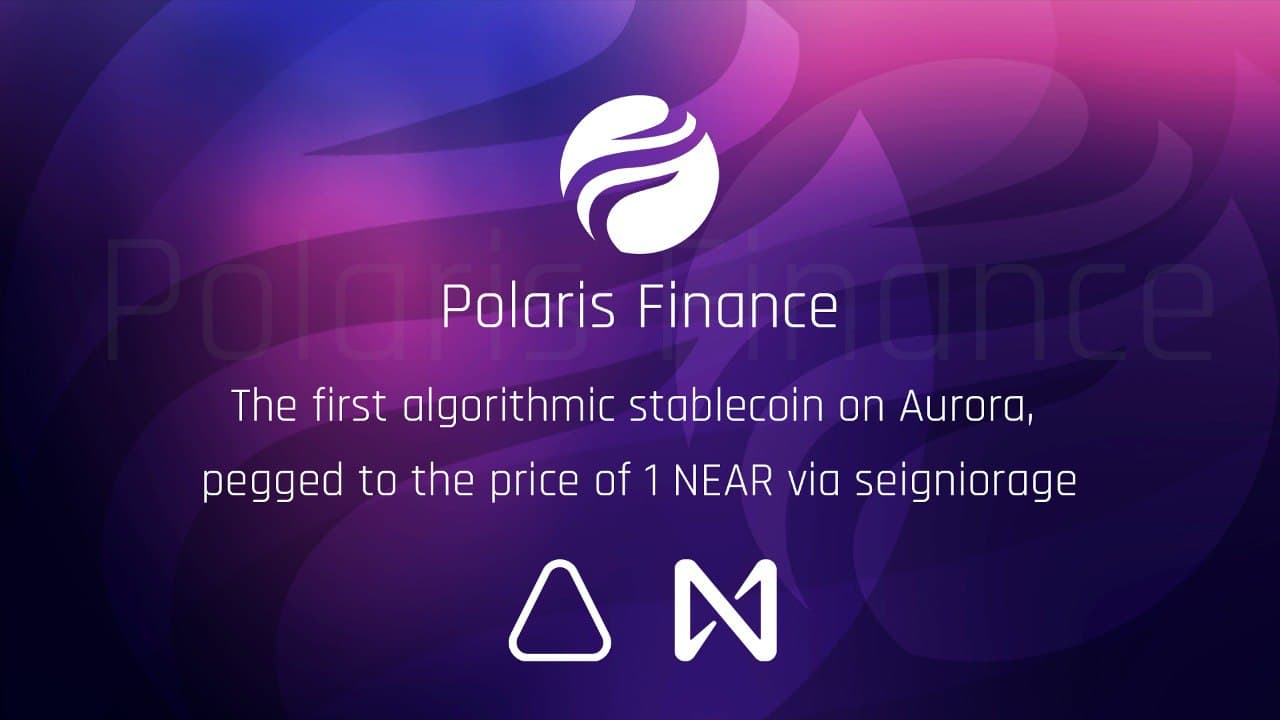 Polaris Finance
Polaris Finance
The first algorithmic stablecoin on Aurora,
pegged to the price of 1 NEAR via seigniorage